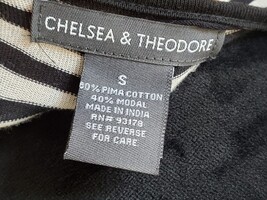 CHELSEA & THEODORE
S
60% PIMA COTTON
40% MODAL
MADE IN INDIA
RN# 93178
SEE REVERSE
FOR CARE